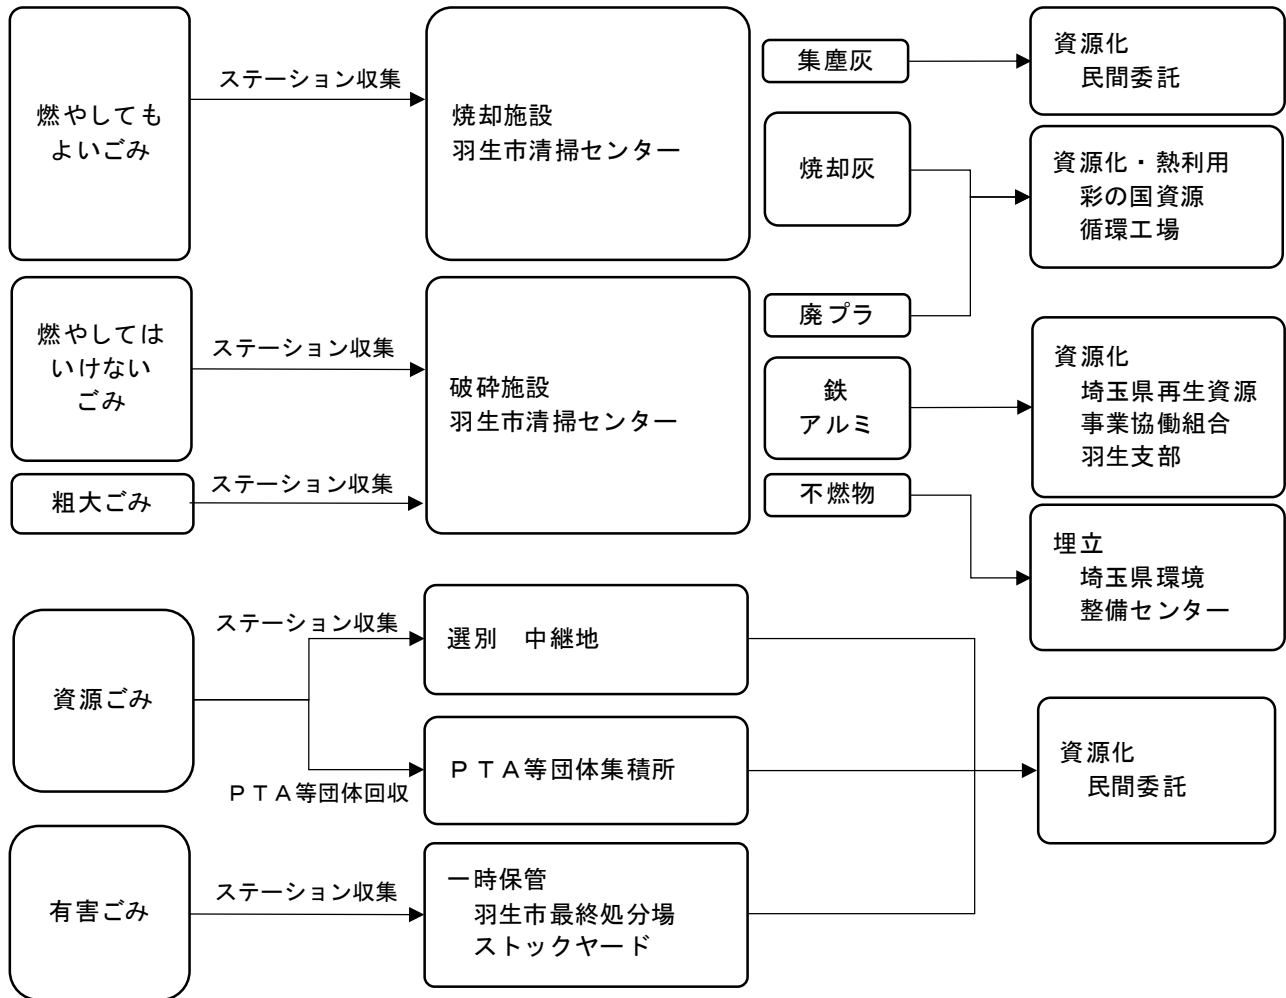 燃やしても
よいごみ
ステーション収集
焼却施設
羽生市清掃センター
集塵灰
資源化
民間委託
焼却灰
資源化・熱利用
彩の国資源
循環工場
燃やしては
いけない
ごみ
ステーション収集
破砕施設
羽生市清掃センター
廃プラ
鉄
アルミ
資源化
埼玉県再生資源
事業協働組合
羽生支部
粗大ごみ
ステーション収集
不燃物
埋立
埼玉県環境
整備センター
資源ごみ
ステーション収集
選別　中継地
ＰＴＡ等団体回収
ＰＴＡ等団体集積所
資源化
民間委託
有害ごみ
ステーション収集
一時保管
羽生市最終処分場
ストックヤード